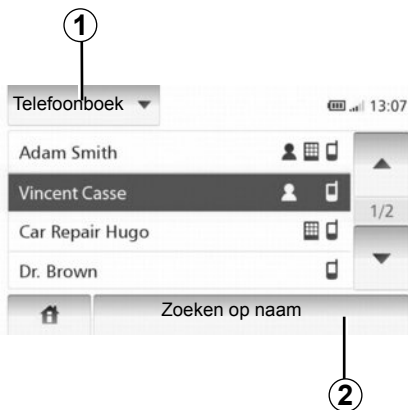 1
Telefoonboek 13:07
Adam Smith
Vincent Casse
1/2
Car Repair Hugo
Dr. Brown
Zoeken op naam
2